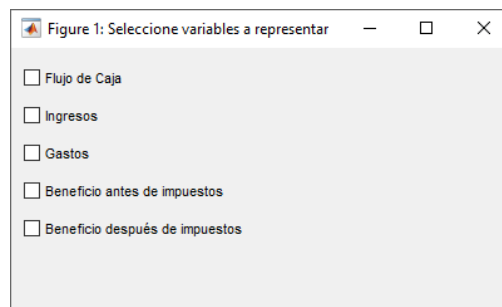 Figure 1: Seleccione variables a representar
Flujo de Caja
Ingresos
Gastos
Beneficio antes de impuestos
Beneficio después de impuestos